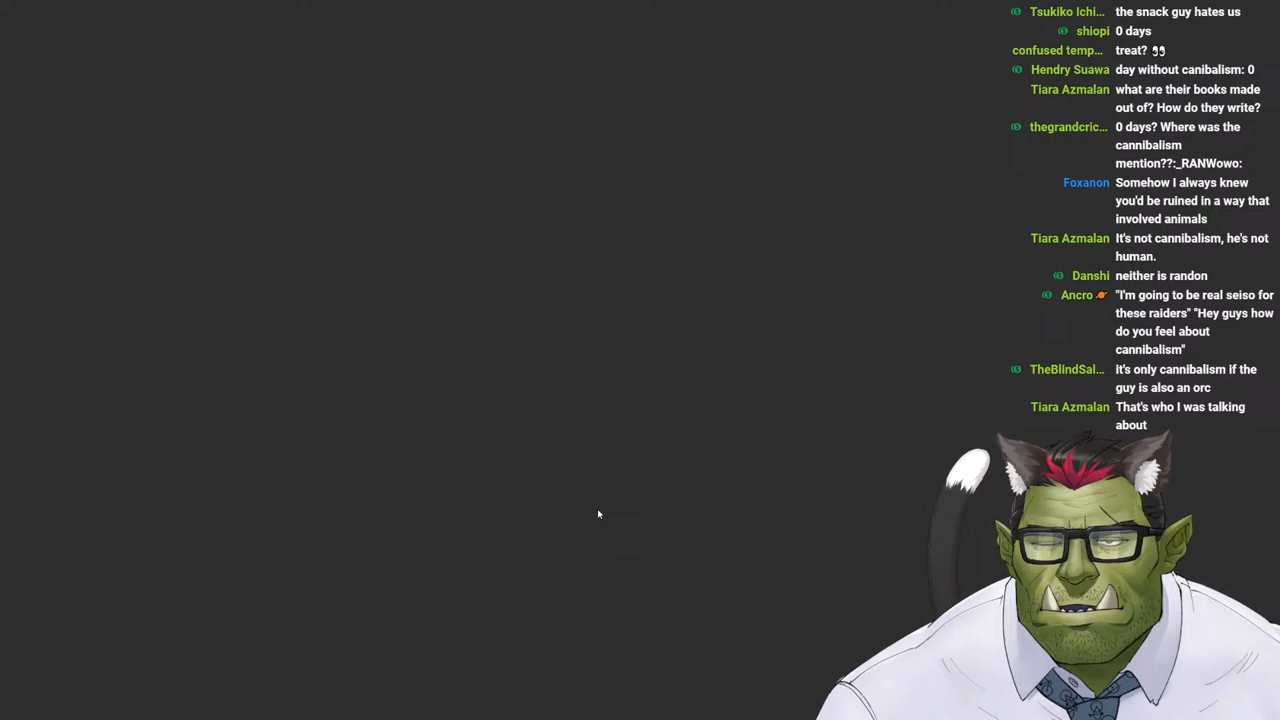 Tsukiko Ichi... the snack guy hates us
shiopi 0 days
confused temp... treat? 👀
Hendry Suawa day without canibalism: 0
Tiara Azmalan what are their books made
out of? How do they write?
thegrandcric... 0 days? Where was the
cannibalism
mention??:_RANWowo:
Foxanon Somehow I always knew
you'd be ruined in a way that
involved animals
Tiara Azmalan It's not cannibalism, he's not
human.
Danshi neither is randon
Ancro🪐 "I'm going to be real seiso for
these raiders" "Hey guys how
do you feel about
cannibalism"
TheBlindSal... it's only cannibalism if the
guy is also an orc
Tiara Azmalan That's who I was talking
about